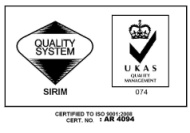 QUALITY
SYSTEM
SIRIM
UKAS
QUALITY
MANAGEMENT
074
CERTIFIED TO ISO 9001:2008
CERT. NO. : AR 4094